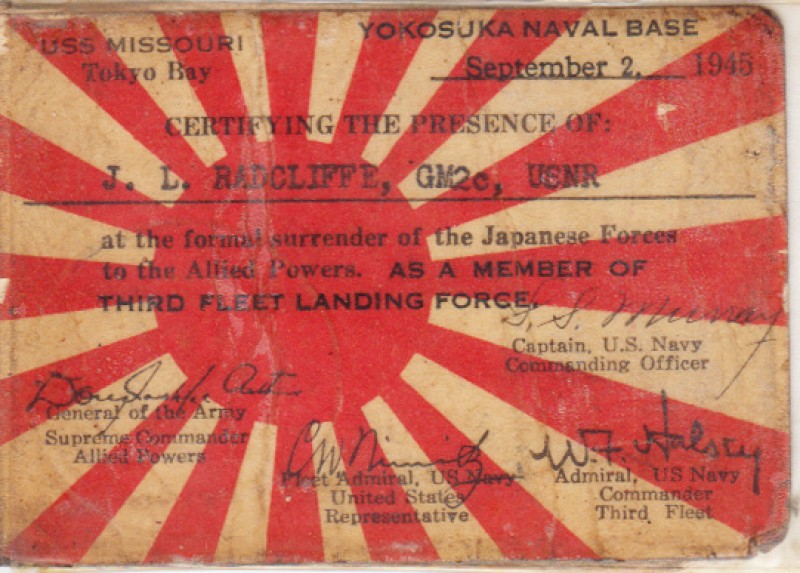 USS MISSOURI
Tokyo Bay
YOKOSUKA NAVAL BASE
September 2, 1945
CERTIFYING THE PRESENCE OF:
J. L. RADCLIFFE, GM2c, USNR
at the formal surrender of the Japanese Forces
to the Allied Powers. AS A MEMBER OF
THIRD FLEET LANDING FORCE.
S. S. Murray
Captain, U.S. Navy
Commanding Officer
Douglas MacArthur
General of the Army
Supreme Commander
Allied Powers
C W Nimitz
Fleet Admiral, US Navy
United States
Representative
W. F. Halsey
Admiral, US Navy
Commander
Third Fleet